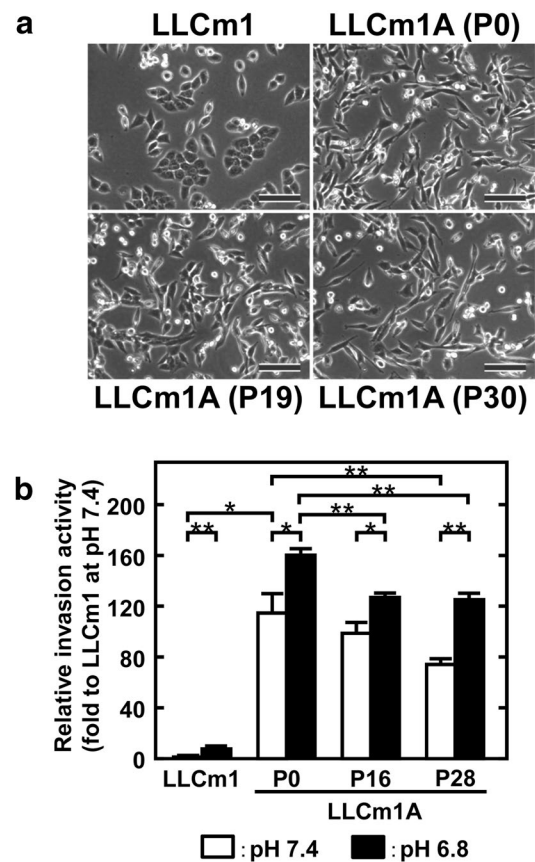 a
LLCm1 LLCm1A (P0)
LLCm1A (P19) LLCm1A (P30)
b
Relative invasion activity
(fold to LLCm1 at pH 7.4)
200
160
120
80
40
0
** * * ** ** * ** **
LLCm1 P0 P16 P28
LLCm1A
: pH 7.4 : pH 6.8